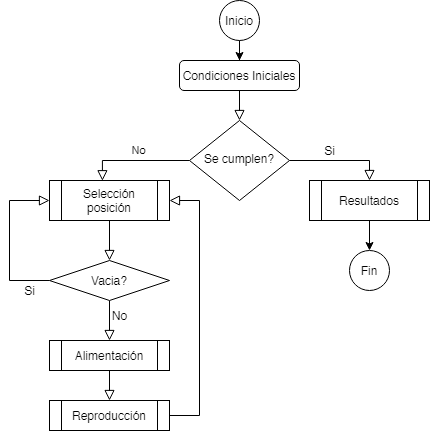 Inicio
Condiciones Iniciales
Se cumplen?
No
Si
Selección
posición
Resultados
Vacia?
Si
No
Fin
Alimentación
Reproducción